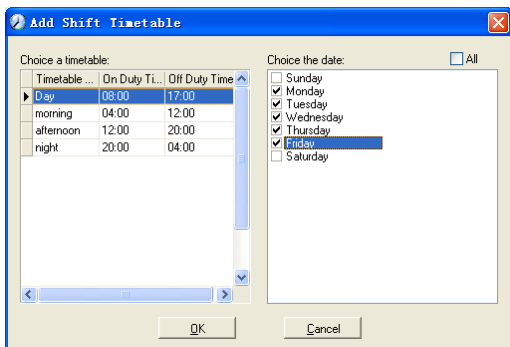 Add Shift Timetable
Choice a timetable:
Timetable ... On Duty Ti... Off Duty Time
Day 08:00 17:00
morning 04:00 12:00
afternoon 12:00 20:00
night 20:00 04:00
Choice the date:
All
Sunday
Monday
Tuesday
Wednesday
Thursday
Friday
Saturday
OK
Cancel